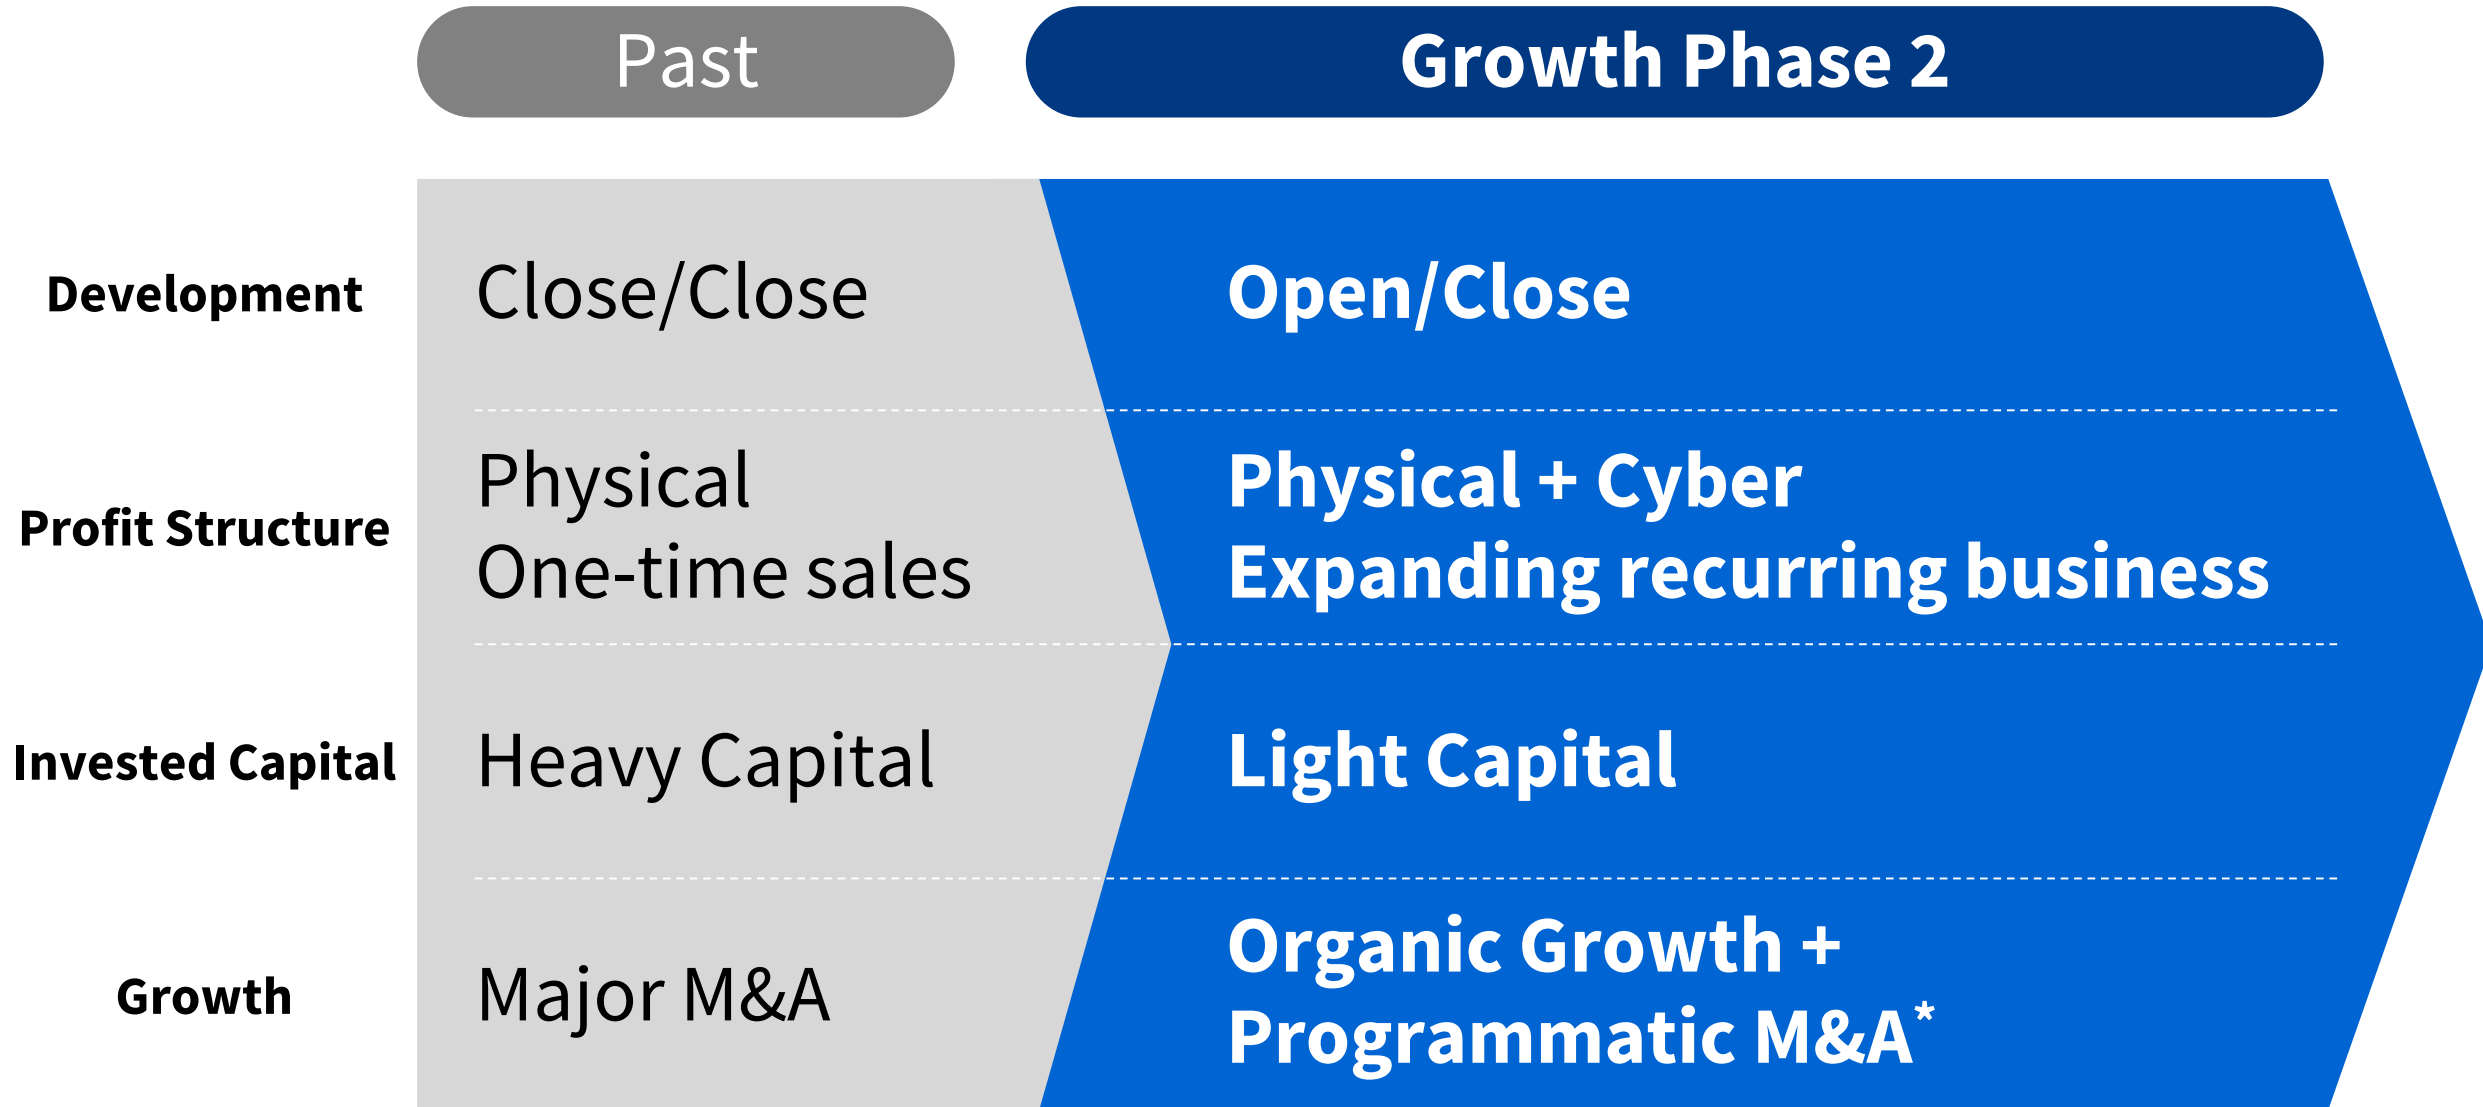 Past
Growth Phase 2
Development
Close/Close
Open/Close
Profit Structure
Physical
One-time sales
Physical + Cyber
Expanding recurring business
Invested Capital
Heavy Capital
Light Capital
Growth
Major M&A
Organic Growth +
Programmatic M&A*